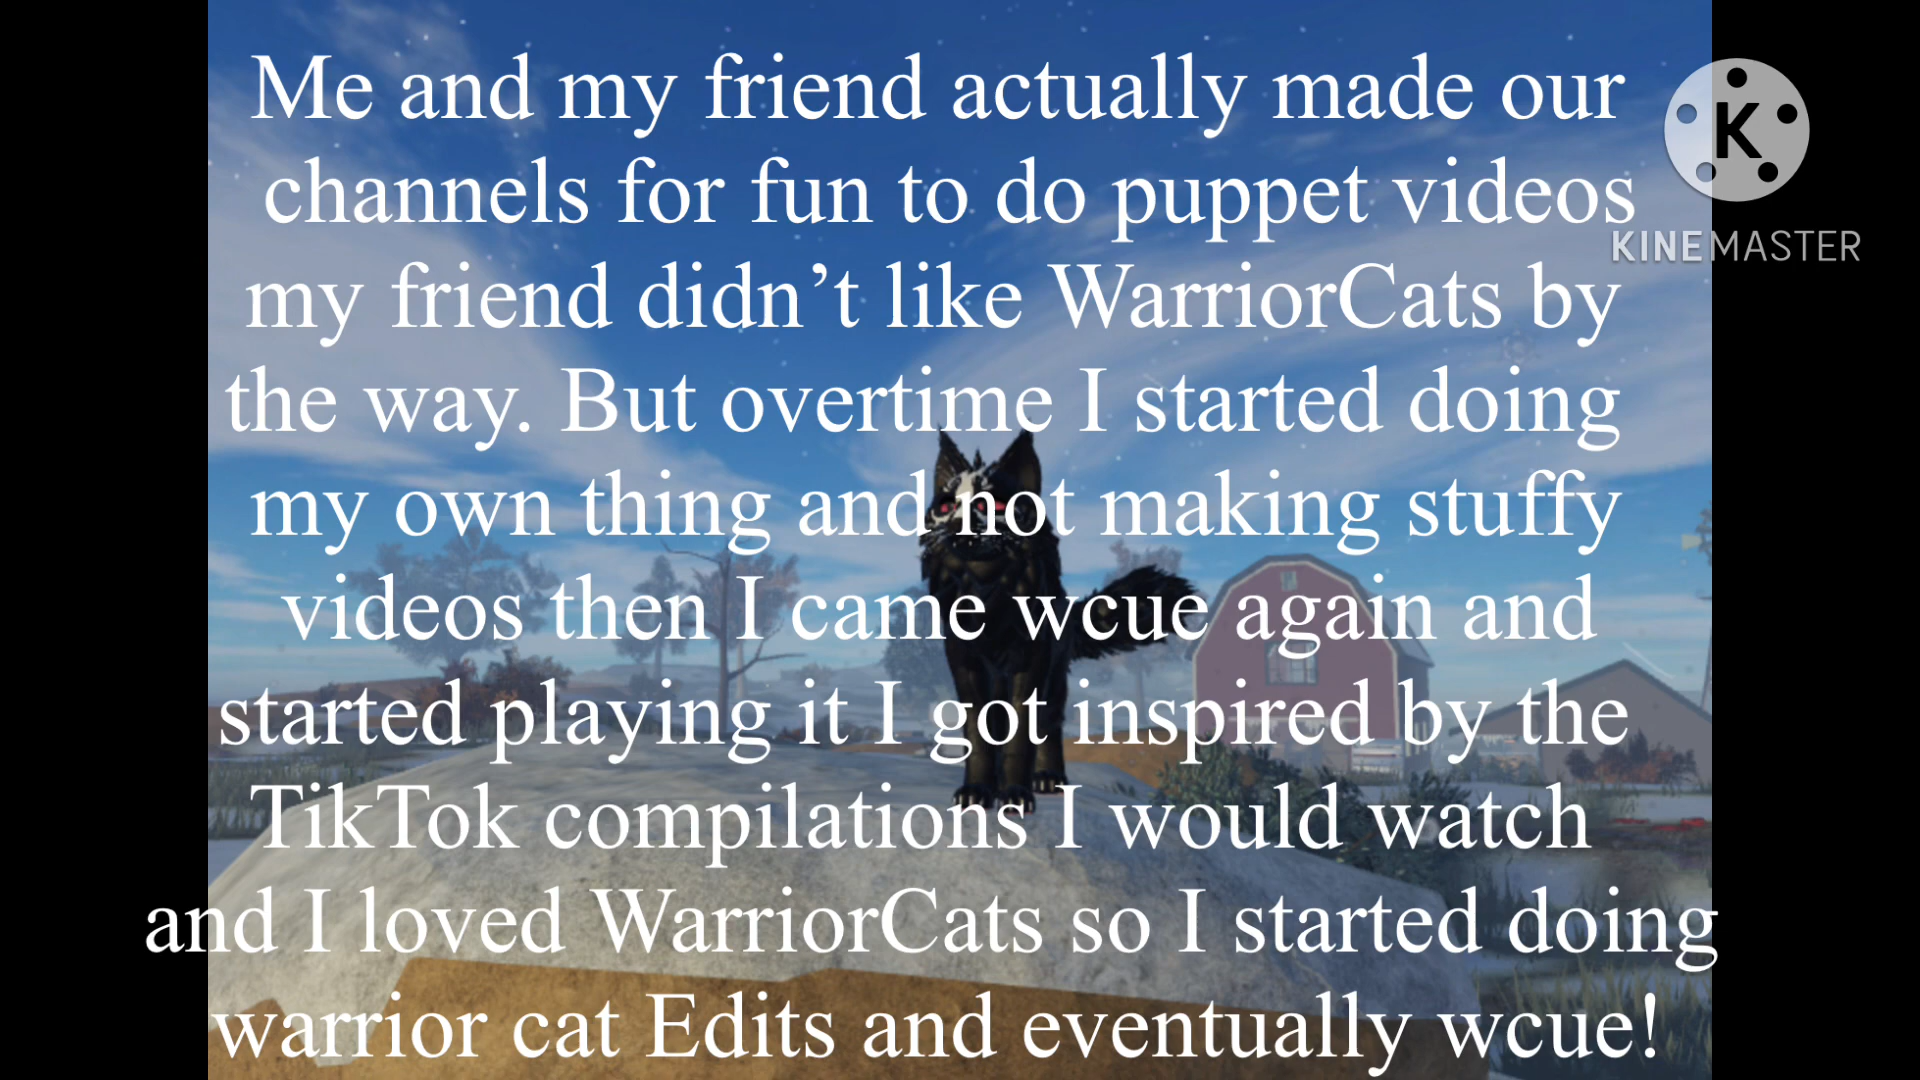 Me and my friend actually made our
channels for fun to do puppet videos
my friend didn’t like WarriorCats by
the way. But overtime I started doing
my own thing and not making stuffy
videos then I came wcue again and
started playing it I got inspired by the
TikTok compilations I would watch
and I loved WarriorCats so I started doing
warrior cat Edits and eventually wcue!
K
KINEMASTER